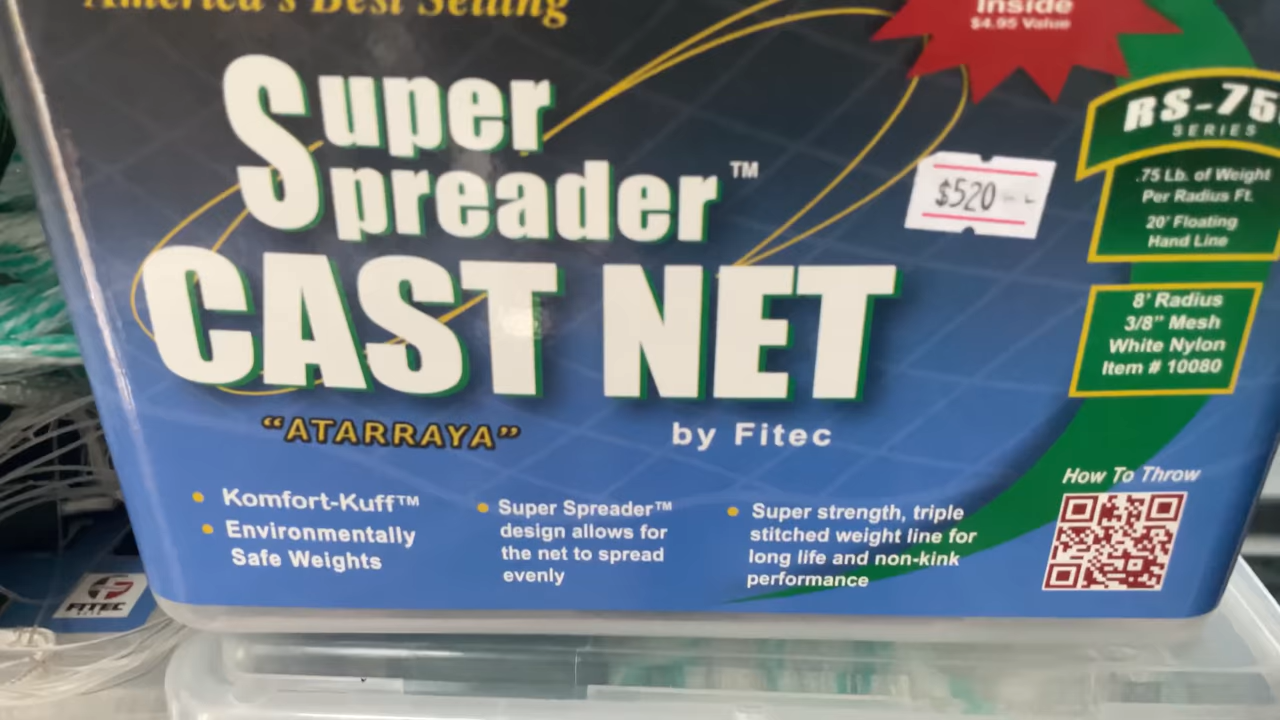 America's Best Selling
Inside
$4.95 Value
Super
Spreader™
CAST NET
"ATARRAYA"
by Fitec
$520--
RS-75
SERIES
.75 Lb. of Weight
Per Radius Ft.
20' Floating
Hand Line
8' Radius
3/8" Mesh
White Nylon
Item # 10080
• Komfort-Kuff™
• Environmentally
Safe Weights
• Super Spreader™
design allows for
the net to spread
evenly
• Super strength, triple
stitched weight line for
long life and non-kink
performance
How To Throw
FITEC